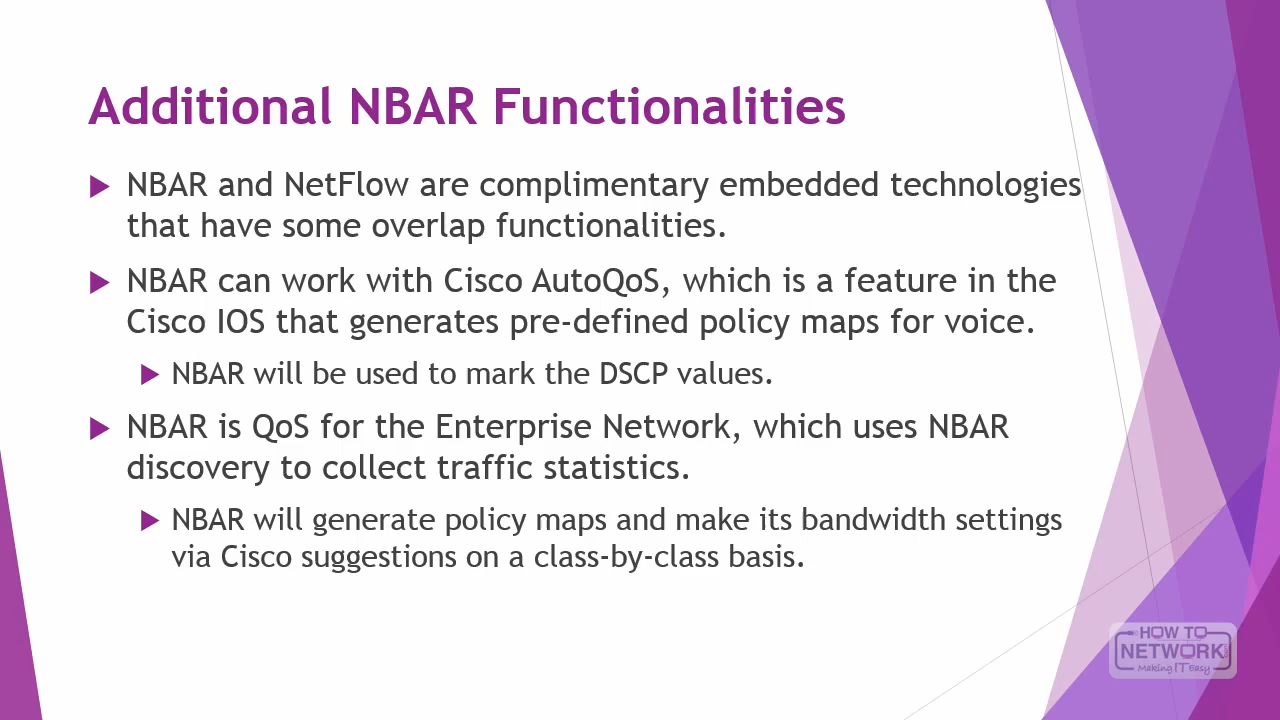 Additional NBAR Functionalities
NBAR and NetFlow are complimentary embedded technologies
that have some overlap functionalities.
NBAR can work with Cisco AutoQoS, which is a feature in the
Cisco IOS that generates pre-defined policy maps for voice.
NBAR will be used to mark the DSCP values.
NBAR is QoS for the Enterprise Network, which uses NBAR
discovery to collect traffic statistics.
NBAR will generate policy maps and make its bandwidth settings
via Cisco suggestions on a class-by-class basis.
HOW TO
NETWORK
Making IT Easy